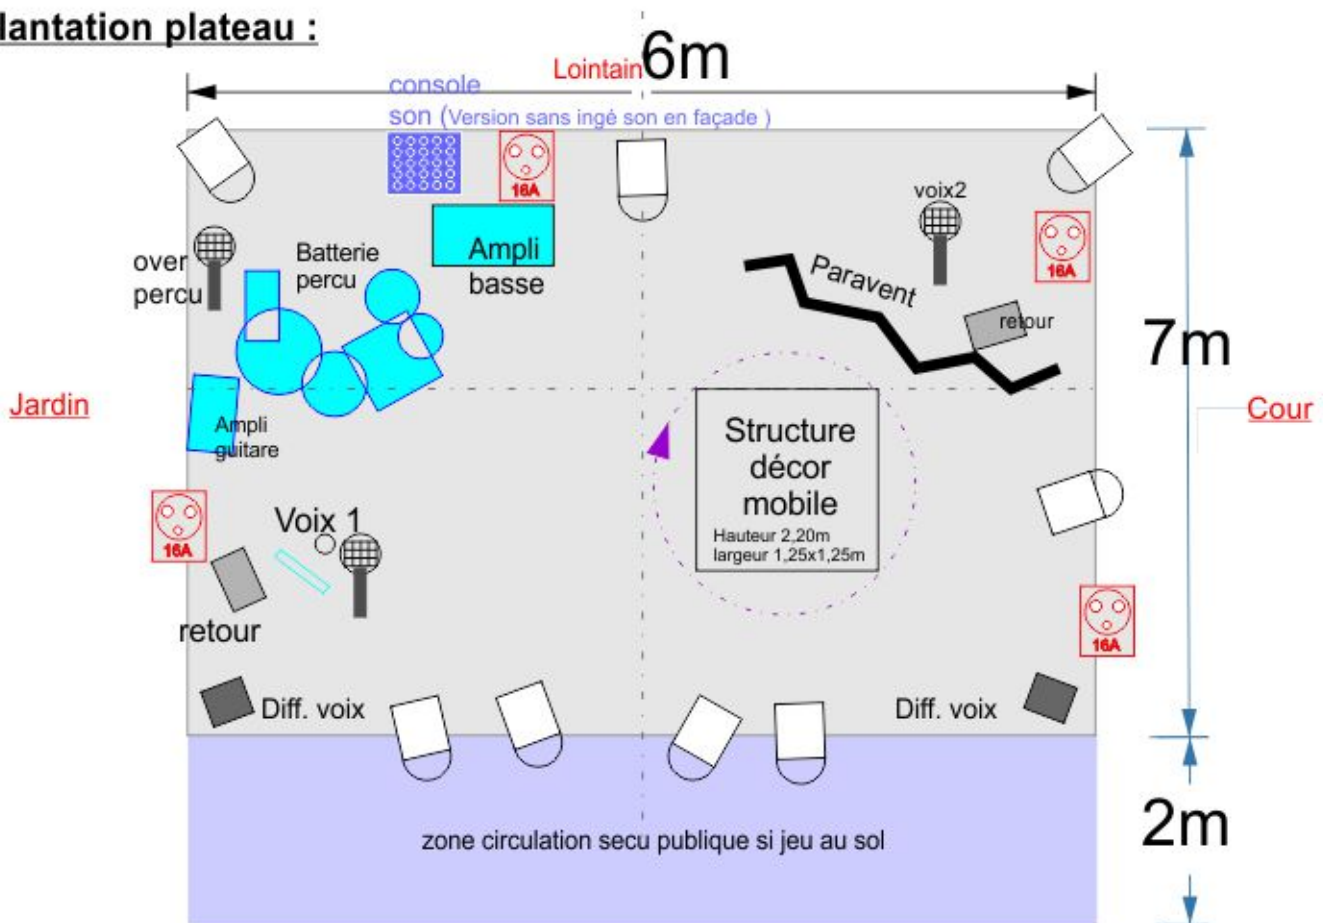 lantation plateau :
6m
Lointain
console
son (Version sans ingé son en façade )
16A
voix2
over
percu
Batterie
percu
Ampli
basse
Paravent
16A
retour
7m
Jardin
Ampli
guitare
Structure
décor
mobile
Hauteur 2,20m
largeur 1,25x1,25m
Cour
16A
Voix 1
retour
16A
Diff. voix
Diff. voix
zone circulation secu publique si jeu au sol
2m